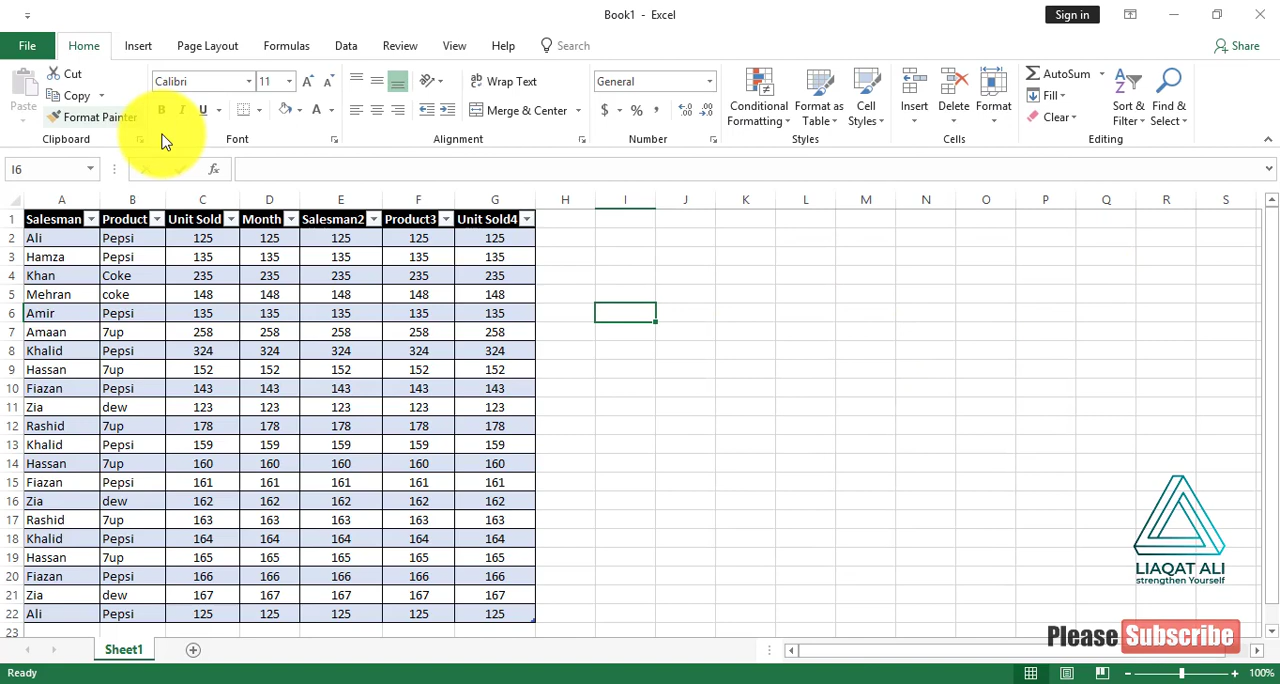 Book1 - Excel
Sign in
File Home Insert Page Layout Formulas Data Review View Help Search Share
Paste
Cut
Copy
Format Painter
Clipboard
Calibri 11
B I U
Font
Wrap Text
Merge & Center
Alignment
General
$ % ,
Number
Conditional Formatting
Format as Table
Cell Styles
Styles
Insert Delete Format
Cells
AutoSum
Fill
Clear
Sort & Filter
Find & Select
Editing
I6 fx
A B C D E F G H I J K L M N O P Q R S
1 Salesman Product Unit Sold Month Salesman2 Product3 Unit Sold4
2 Ali Pepsi 125 125 125 125 125
3 Hamza Pepsi 135 135 135 135 135
4 Khan Coke 235 235 235 235 235
5 Mehran coke 148 148 148 148 148
6 Amir Pepsi 135 135 135 135 135
7 Amaan 7up 258 258 258 258 258
8 Khalid Pepsi 324 324 324 324 324
9 Hassan 7up 152 152 152 152 152
10 Fiazan Pepsi 143 143 143 143 143
11 Zia dew 123 123 123 123 123
12 Rashid 7up 178 178 178 178 178
13 Khalid Pepsi 159 159 159 159 159
14 Hassan 7up 160 160 160 160 160
15 Fiazan Pepsi 161 161 161 161 161
16 Zia dew 162 162 162 162 162
17 Rashid 7up 163 163 163 163 163
18 Khalid Pepsi 164 164 164 164 164
19 Hassan 7up 165 165 165 165 165
20 Fiazan Pepsi 166 166 166 166 166
21 Zia dew 167 167 167 167 167
22 Ali Pepsi 125 125 125 125 125
23
LIAQAT ALI
strengthen Yourself
Please Subscribe
Sheet1
Ready
100%